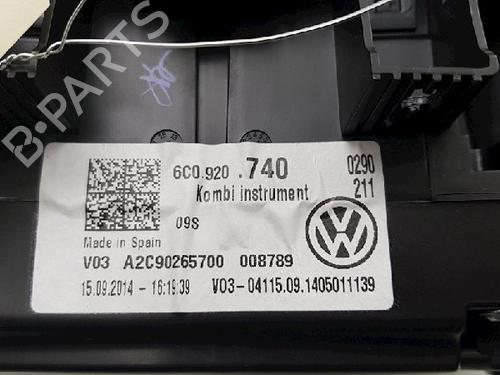 B-PARTS
6C0.920 .740 0290
Kombi instrument 211
09S
Made in Spain
V03 A2C90265700 008789
15.09.2014 - 16:19:39 V03-04115.09.1405011139